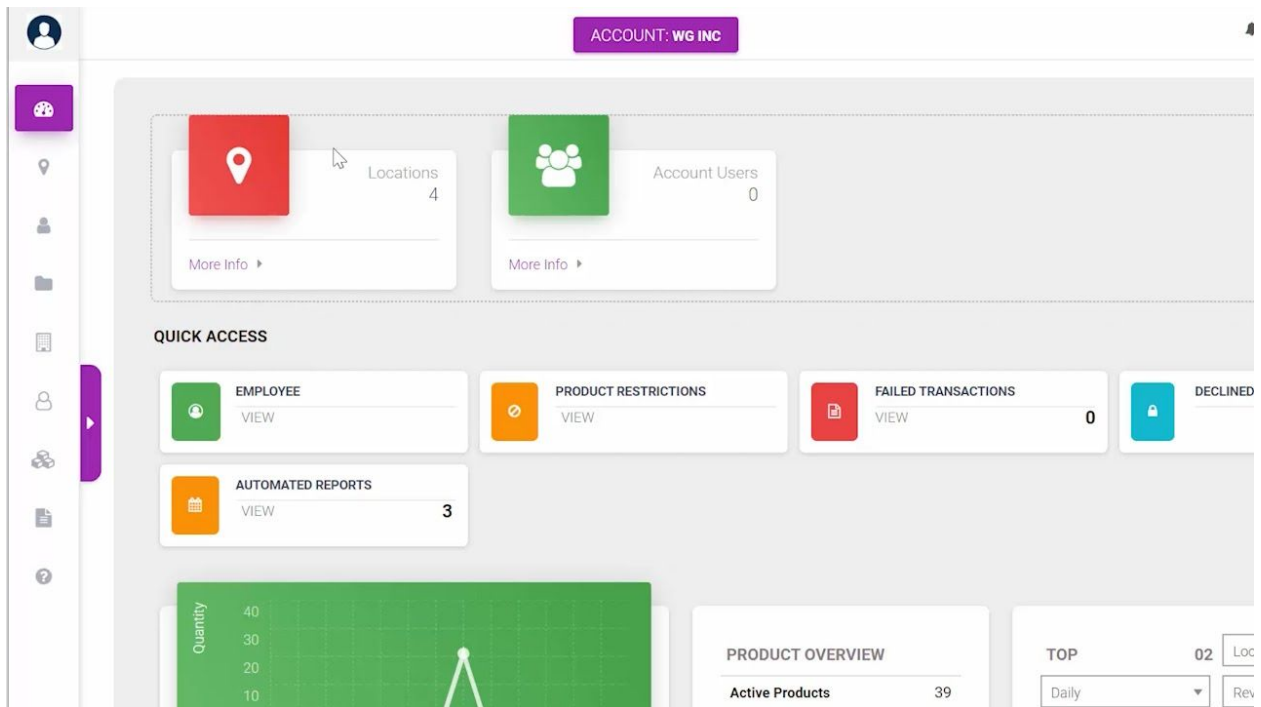 ACCOUNT: WG INC
Locations
4
Account Users
0
More Info
More Info
QUICK ACCESS
EMPLOYEE
VIEW
PRODUCT RESTRICTIONS
VIEW
FAILED TRANSACTIONS
VIEW 0
DECLINED
AUTOMATED REPORTS
VIEW 3
Quantity
40
30
20
10
PRODUCT OVERVIEW
Active Products 39
TOP 02 Loc
Daily Rev